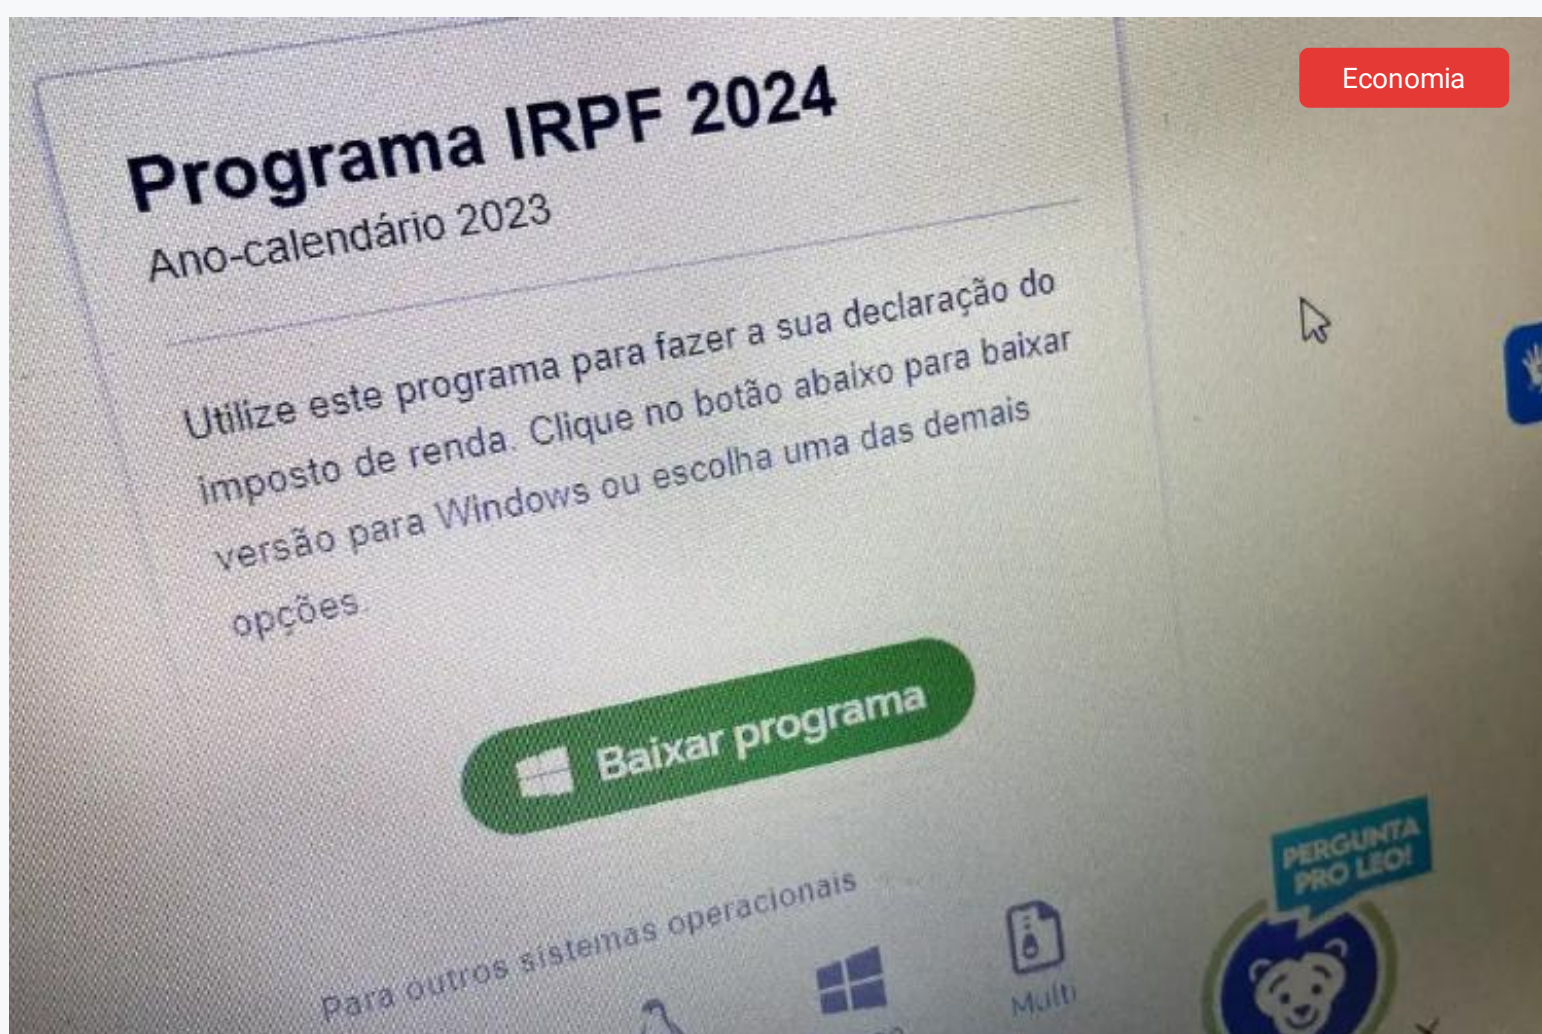 Economia
Programa IRPF 2024
Ano-calendário 2023
Utilize este programa para fazer a sua declaração do
imposto de renda. Clique no botão abaixo para baixar
versão para Windows ou escolha uma das demais
opções.
Baixar programa
Para outros sistemas operacionais
Multi
PERGUNTA
PRO LEO!